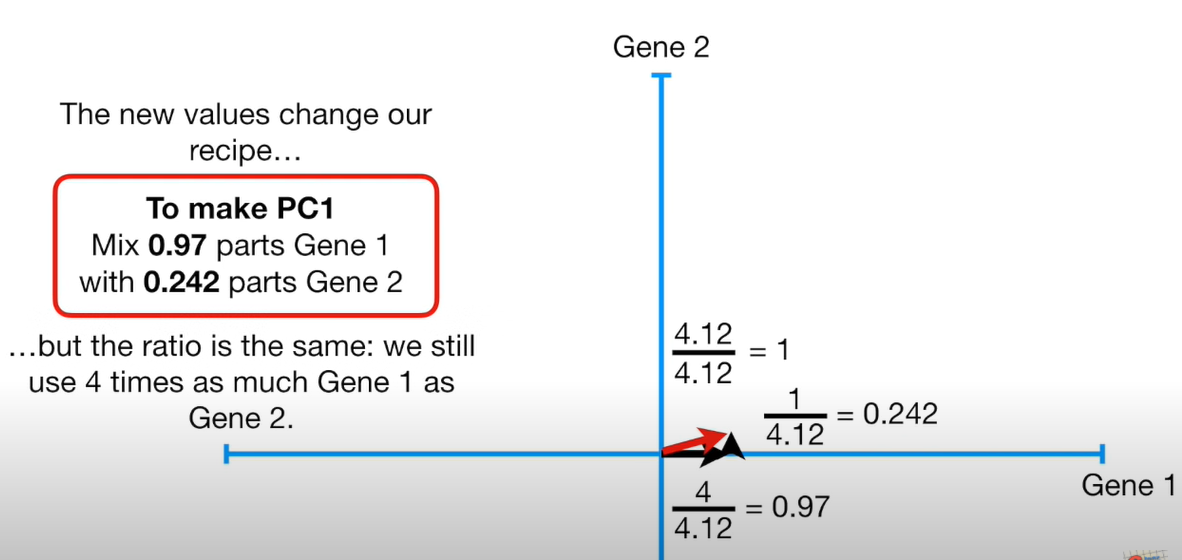 Gene 2
The new values change our
recipe…
To make PC1
Mix 0.97 parts Gene 1
with 0.242 parts Gene 2
…but the ratio is the same: we still
use 4 times as much Gene 1 as
Gene 2.
4.12
4.12
= 1
1
4.12
= 0.242
Gene 1
4
4.12
= 0.97